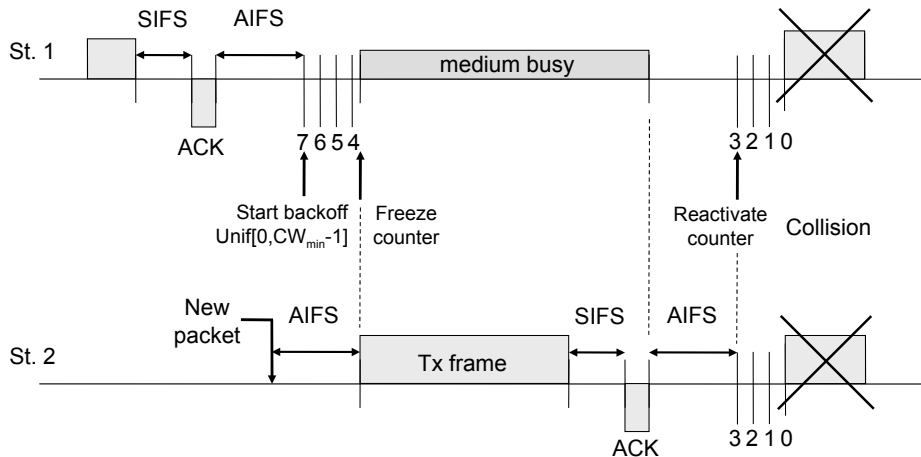 SIFS
AIFS
St. 1
medium busy
ACK
7 6 5 4
3 2 1 0
Start backoff
Unif[0,CWmin-1]
Freeze
counter
Reactivate
counter
Collision
New
packet
AIFS
SIFS
AIFS
St. 2
Tx frame
ACK
3 2 1 0